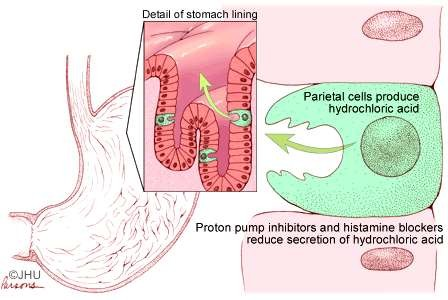 Detail of stomach lining
Parietal cells produce
hydrochloric acid
Proton pump inhibitors and histamine blockers
reduce secretion of hydrochloric acid
©JHU
Parsons